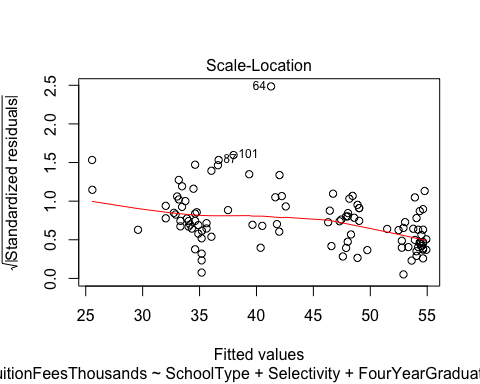 Scale-Location
√|Standardized residuals|
2.5
2.0
1.5
1.0
0.5
0.0
64
87
101
25 30 35 40 45 50 55
Fitted values
uitionFeesThousands ~ SchoolType + Selectivity + FourYearGraduat